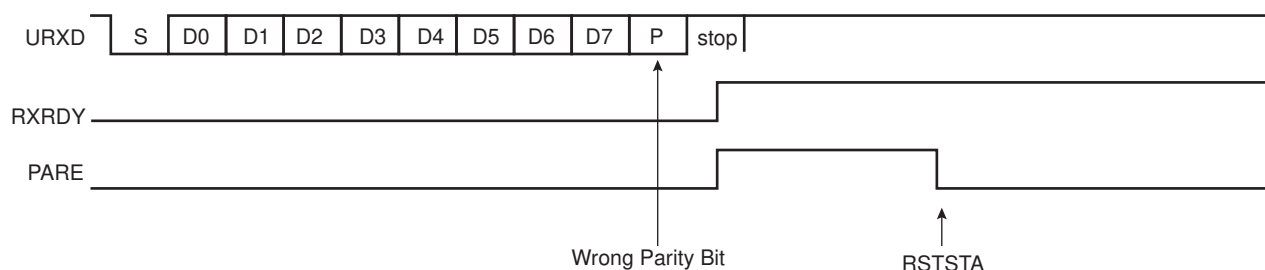 URXD S D0 D1 D2 D3 D4 D5 D6 D7 P stop
RXRDY
PARE
Wrong Parity Bit RSTSTA